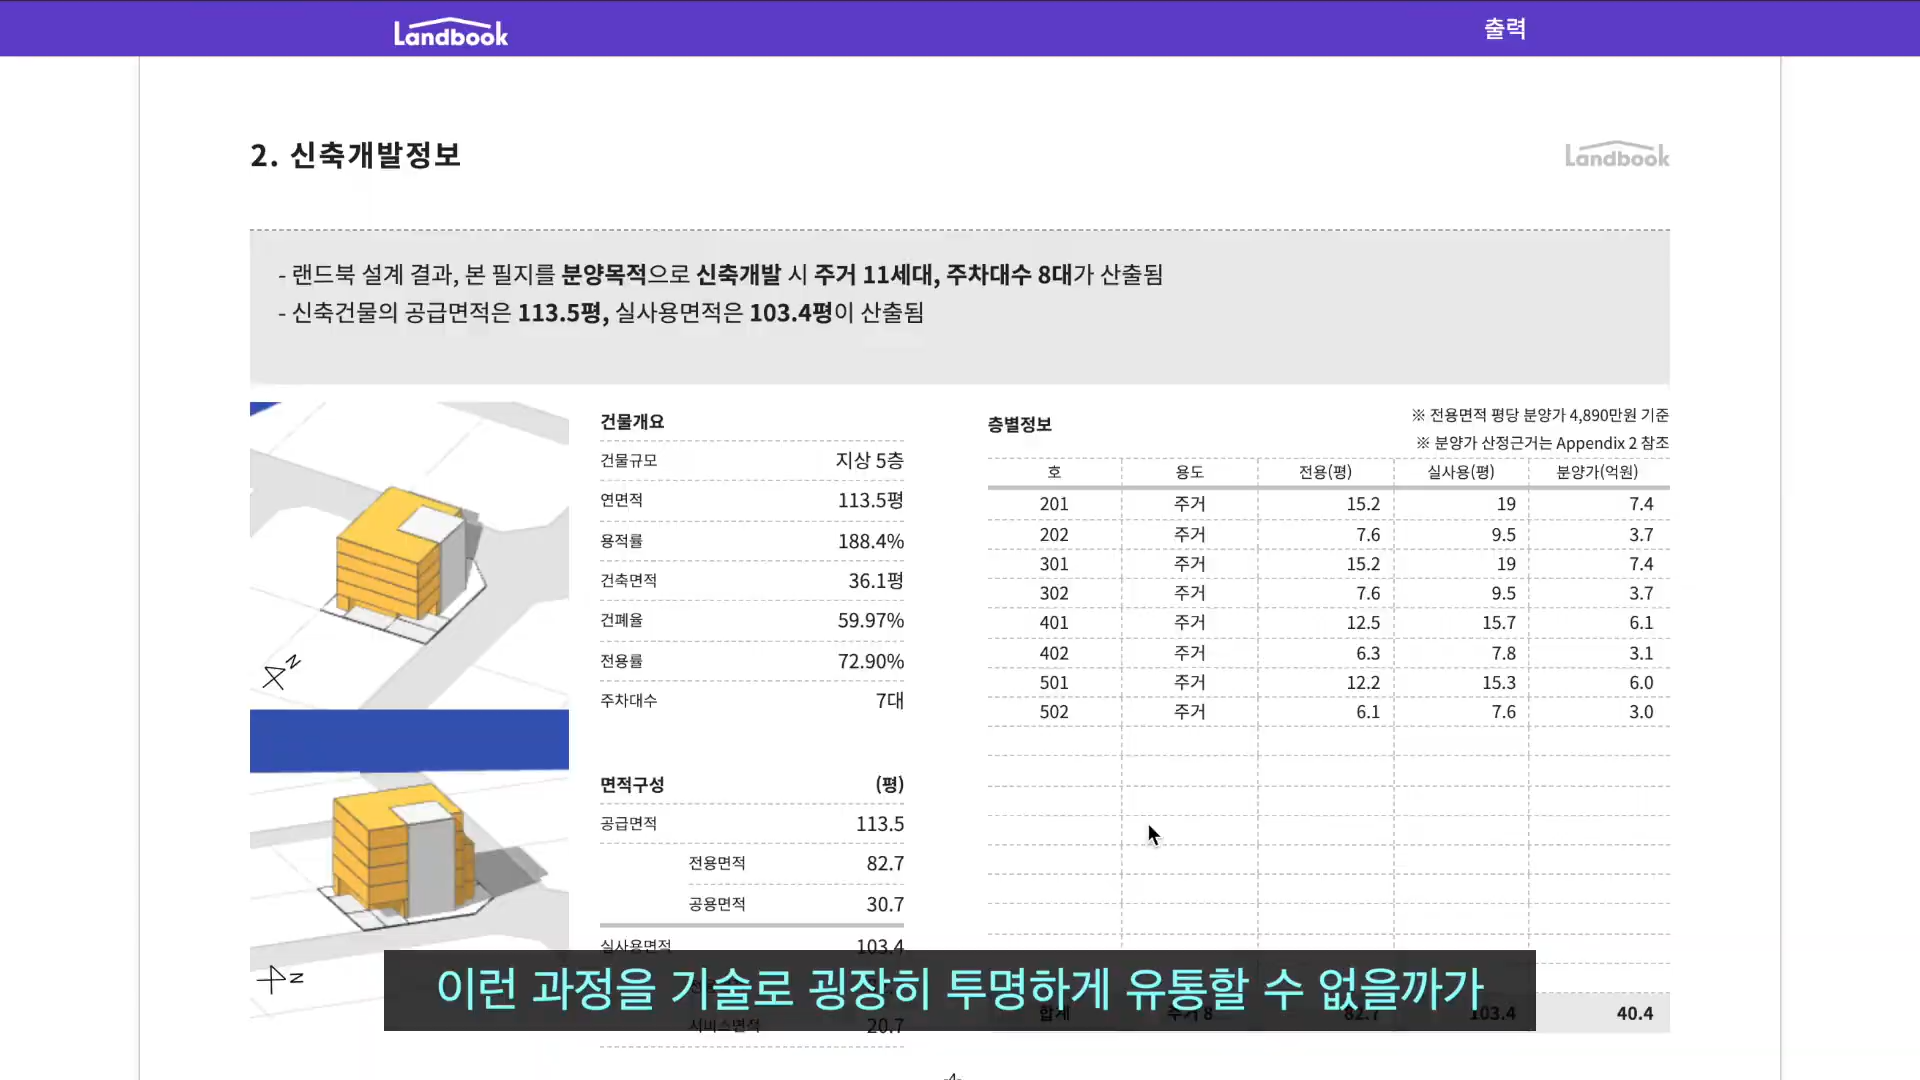 Landbook
출력
2. 신축개발정보
Landbook
- 랜드북 설계 결과, 본 필지를 분양목적으로 신축개발 시 주거 11세대, 주차대수 8대가 산출됨
- 신축건물의 공급면적은 113.5평, 실사용면적은 103.4평이 산출됨
N
N
건물개요
건물규모 지상 5층
연면적 113.5평
용적률 188.4%
건축면적 36.1평
건폐율 59.97%
전용률 72.90%
주차대수 7대
면적구성 (평)
공급면적 113.5
전용면적 82.7
공용면적 30.7
실사용면적 103.4
서비스면적 20.7
층별정보
※ 전용면적 평당 분양가 4,890만원 기준
※ 분양가 산정근거는 Appendix 2 참조
호 용도 전용(평) 실사용(평) 분양가(억원)
201 주거 15.2 19 7.4
202 주거 7.6 9.5 3.7
301 주거 15.2 19 7.4
302 주거 7.6 9.5 3.7
401 주거 12.5 15.7 6.1
402 주거 6.3 7.8 3.1
501 주거 12.2 15.3 6.0
502 주거 6.1 7.6 3.0
합계 주거 8 82.7 103.4 40.4
이런 과정을 기술로 굉장히 투명하게 유통할 수 없을까가